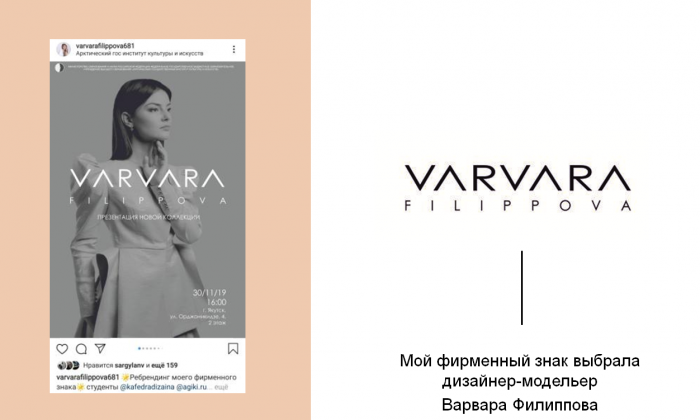 varvarafilippova681
Арктический гос институт культуры и искусств
VARVARA
FILIPPOVA
ПРЕЗЕНТАЦИЯ НОВОЙ КОЛЛЕКЦИИ
30/11/19
16:00
г. Якутск,
ул. Орджоникидзе, 4,
2 этаж
Нравится sargylanv и ещё 159
varvarafilippova681 Ребрендинг моего фирменного
знака студенты @kafedradizaina @agiki.ru... ещё
VARVARA
FILIPPOVA
Мой фирменный знак выбрала
дизайнер-модельер
Варвара Филиппова